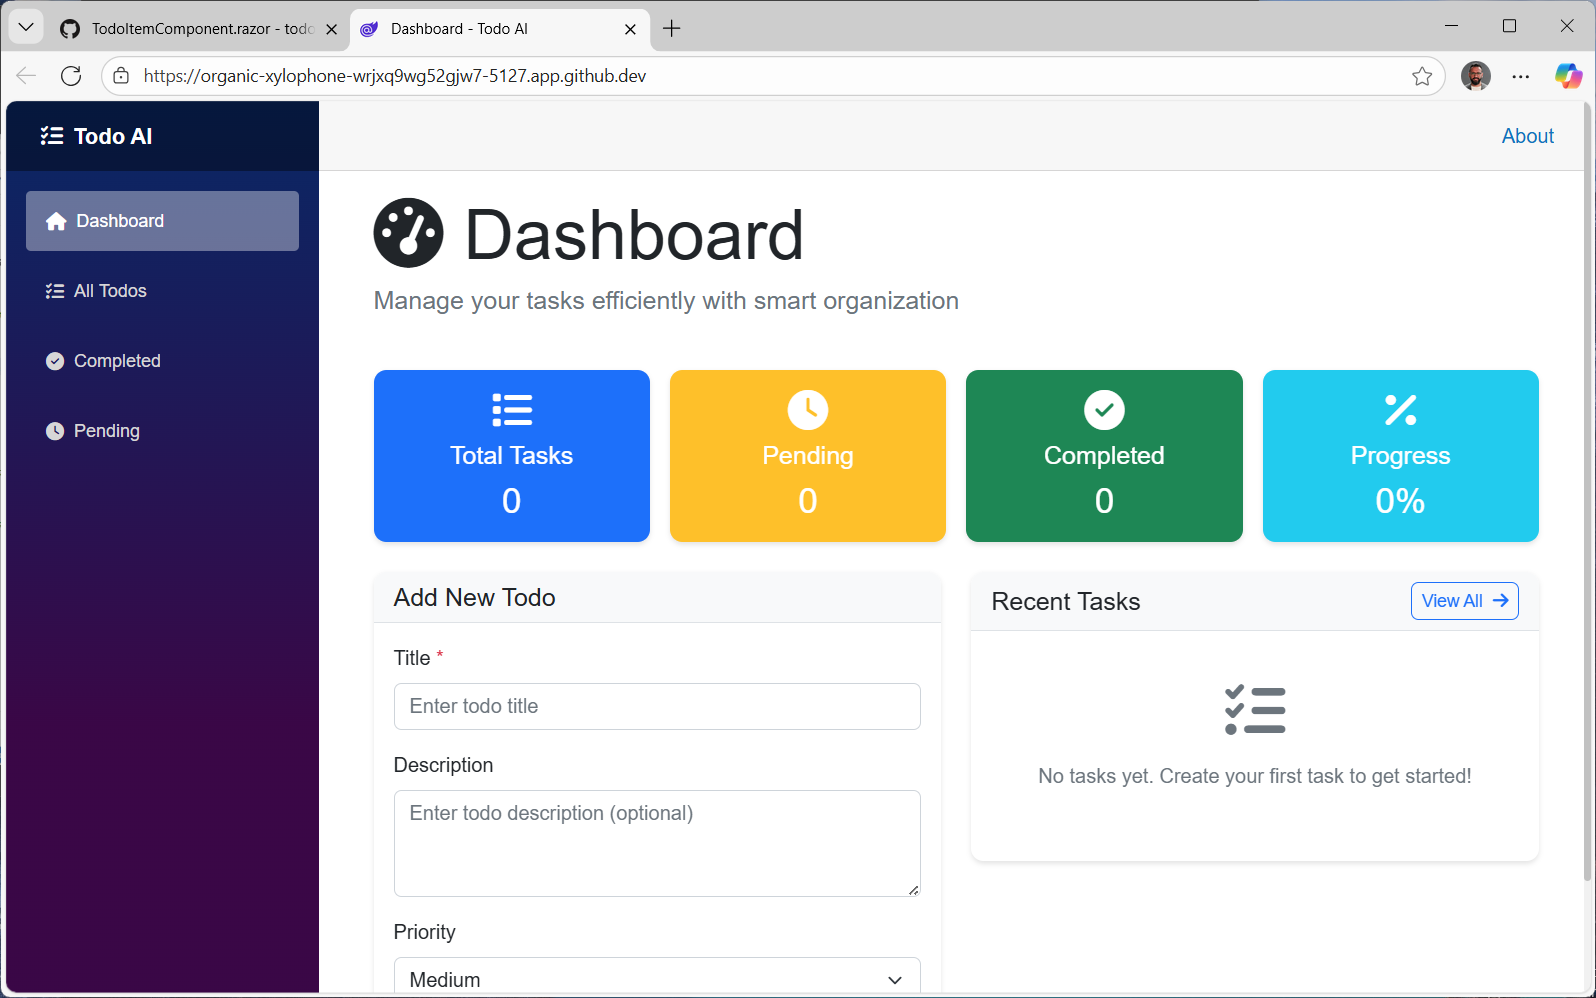 TodoItemComponent.razor - todo
Dashboard - Todo AI
https://organic-xylophone-wrjxq9wg52gjw7-5127.app.github.dev
Todo AI
About
Dashboard
All Todos
Completed
Pending
Dashboard
Manage your tasks efficiently with smart organization
Total Tasks
0
Pending
0
Completed
0
Progress
0%
Add New Todo
Title *
Enter todo title
Description
Enter todo description (optional)
Priority
Medium
Recent Tasks
View All
No tasks yet. Create your first task to get started!